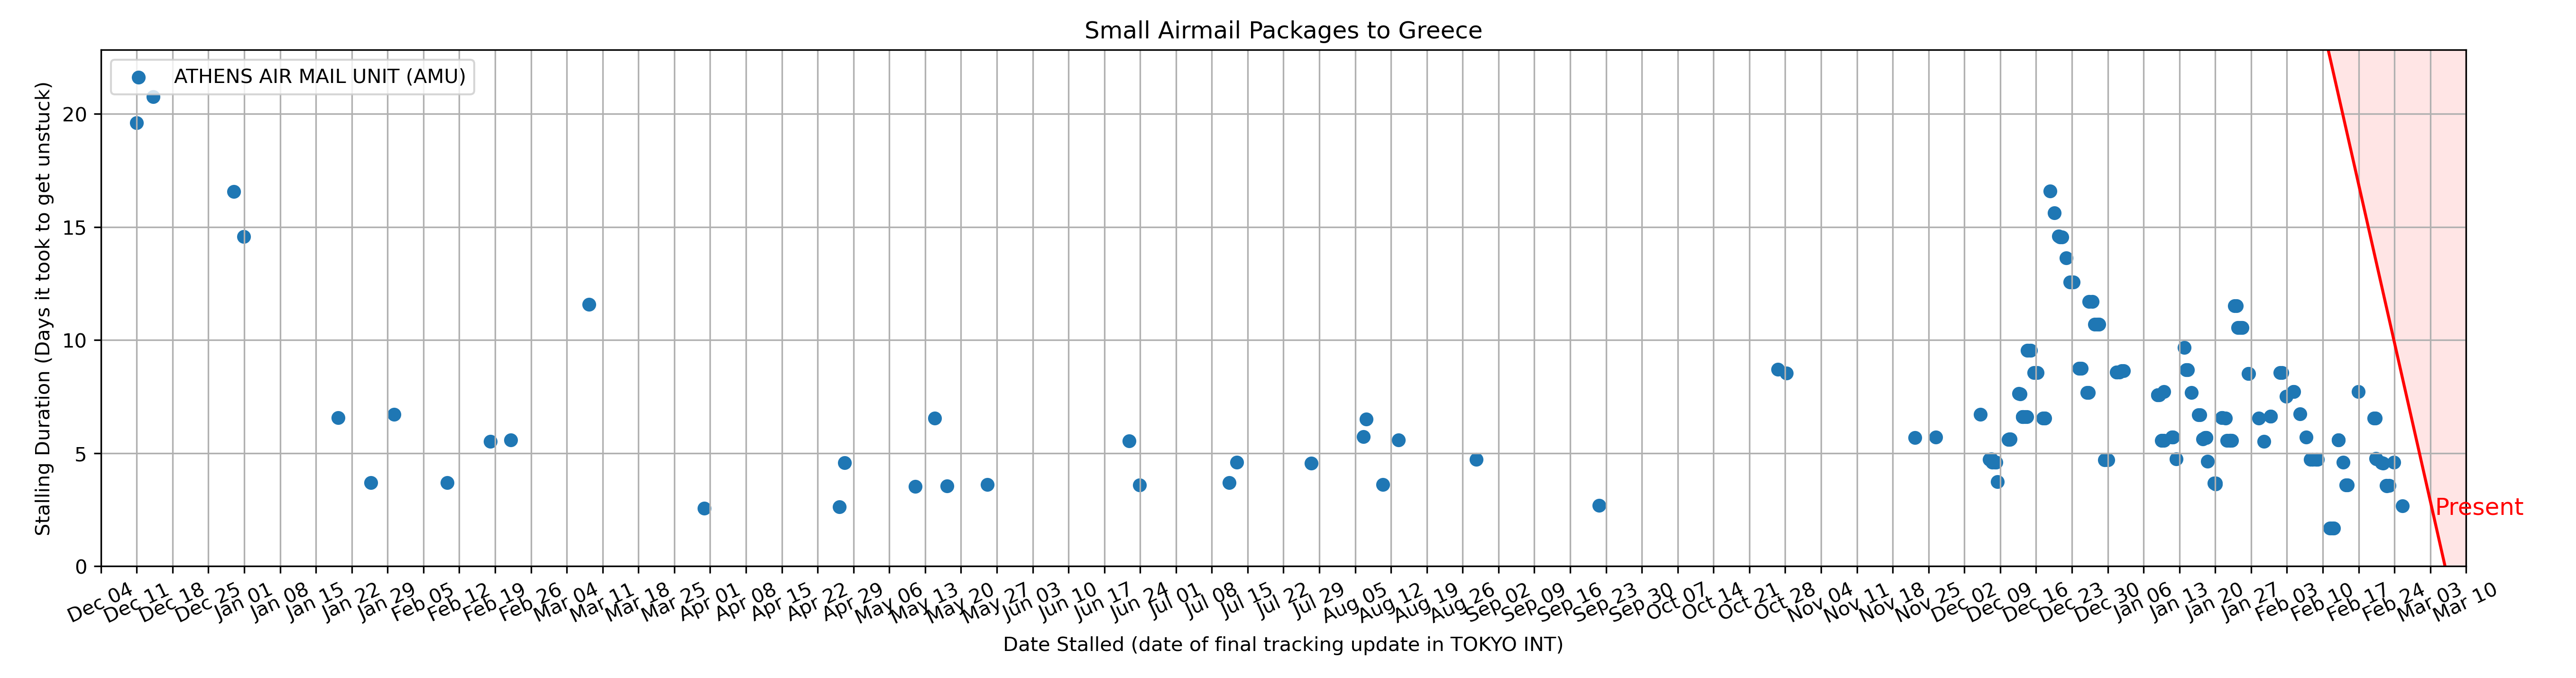 Small Airmail Packages to Greece
ATHENS AIR MAIL UNIT (AMU)
Stalling Duration (Days it took to get unstuck)
20
15
10
5
0
Present
Dec 04
Dec 11
Dec 18
Dec 25
Jan 01
Jan 08
Jan 15
Jan 22
Jan 29
Feb 05
Feb 12
Feb 19
Feb 26
Mar 04
Mar 11
Mar 18
Mar 25
Apr 01
Apr 08
Apr 15
Apr 22
Apr 29
May 06
May 13
May 20
May 27
Jun 03
Jun 10
Jun 17
Jun 24
Jul 01
Jul 08
Jul 15
Jul 22
Jul 29
Aug 05
Aug 12
Aug 19
Aug 26
Sep 02
Sep 09
Sep 16
Sep 23
Sep 30
Oct 07
Oct 14
Oct 21
Oct 28
Nov 04
Nov 11
Nov 18
Nov 25
Dec 02
Dec 09
Dec 16
Dec 23
Dec 30
Jan 06
Jan 13
Jan 20
Jan 27
Feb 03
Feb 10
Feb 17
Feb 24
Mar 03
Mar 10
Date Stalled (date of final tracking update in TOKYO INT)